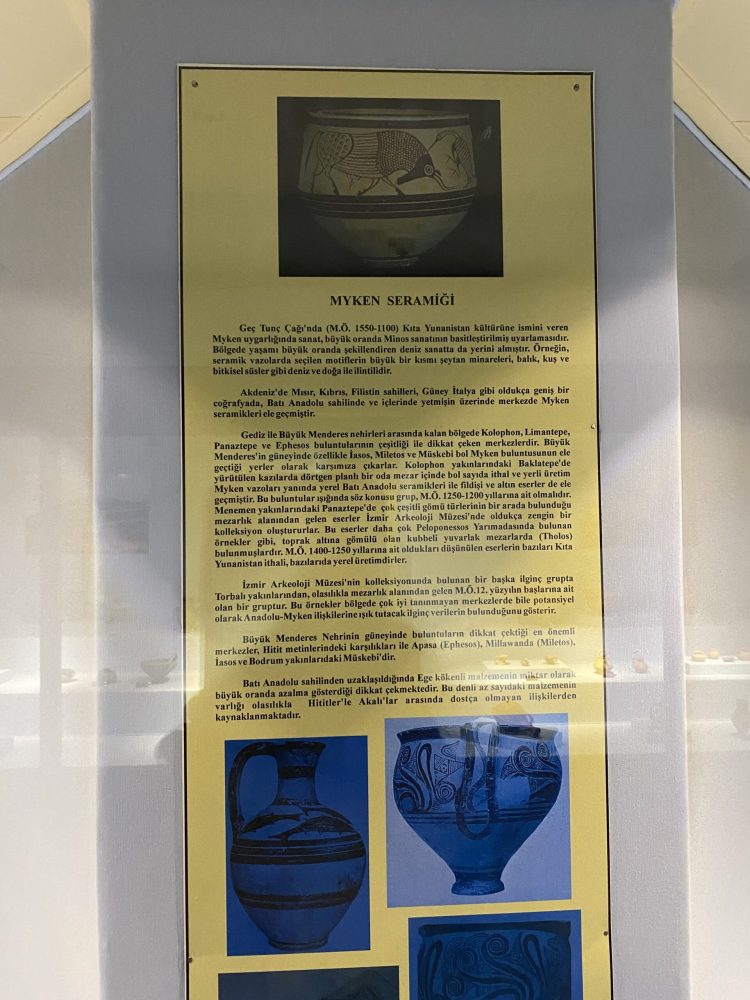 MYKEN SERAMİĞİ
Geç Tunç Çağı'nda (M.Ö. 1550-1100) Kıta Yunanistan kültürüne ismini veren
Myken uygarlığında sanat, büyük oranda Minos sanatının basitleştirilmiş uyarlamasıdır.
Bölgede yaşamı büyük oranda şekillendiren deniz sanatta da yerini almıştır. Örneğin,
seramik vazolarda seçilen motiflerin büyük bir kısmı şeytan minareleri, balık, kuş ve
bitkisel süsler gibi deniz ve doğa ile ilintilidir.
Akdeniz'de Mısır, Kıbrıs, Filistin sahilleri, Güney İtalya gibi oldukça geniş bir
coğrafyada, Batı Anadolu sahilinde ve içlerinde yetmişin üzerinde merkezde Myken
seramikleri ele geçmiştir.
Gediz ile Büyük Menderes nehirleri arasında kalan bölgede Kolophon, Limantepe,
Panaztepe ve Ephesos buluntularının çeşitliği ile dikkat çeken merkezlerdir. Büyük
Menderes'in güneyinde özellikle İasos, Miletos ve Müskebi bol Myken buluntusunun ele
geçtiği yerler olarak karşımıza çıkarlar. Kolophon yakınlarındaki Baklatepe'de
yürütülen kazılarda dörtgen planlı bir oda mezar içinde bol sayıda ithal ve yerli üretim
Myken vazoları yanında yerel Batı Anadolu seramikleri ile fildişi ve altın eserler de ele
geçmiştir. Bu buluntular ışığında söz konusu grup, M.Ö. 1250-1200 yıllarına ait olmalıdır.
Menemen yakınlarındaki Panaztepe'de çok çeşitli gömü türlerinin bir arada bulunduğu
mezarlık alanından gelen eserler İzmir Arkeoloji Müzesi'nde oldukça zengin bir
kolleksiyon oluştururlar. Bu eserler daha çok Peloponessos Yarımadasında bulunan
örnekler gibi, toprak altına gömülü olan kubbeli yuvarlak mezarlarda (Tholos)
bulunmuşlardır. M.Ö. 1400-1250 yıllarına ait oldukları düşünülen eserlerin bazıları Kıta
Yunanistan ithali, bazılarıda yerel üretimdirler.
İzmir Arkeoloji Müzesi'nin kolleksiyonunda bulunan bir başka ilginç grupta
Torbalı yakınlarından, olasılıkla mezarlık alanından gelen M.Ö.12. yüzyılın başlarına ait
olan bir gruptur. Bu örnekler bölgede çok iyi tanınmayan merkezlerde bile potansiyel
olarak Anadolu-Myken ilişkilerine ışık tutacak ilginç verilerin bulunduğunu gösterir.
Büyük Menderes Nehrinin güneyinde buluntuların dikkat çektiği en önemli
merkezler, Hitit metinlerindeki karşılıkları ile Apasa (Ephesos), Millawanda (Miletos),
İasos ve Bodrum yakınlarıdaki Müskebi'dir.
Batı Anadolu sahilinden uzaklaşıldığında Ege kökenli malzemenin miktar olarak
büyük oranda azalma gösterdiği dikkat çekmektedir. Bu denli az sayıdaki malzemenin
varlığı olasılıkla Hititler'le Akalı'lar arasında dostça olmayan ilişkilerden
kaynaklanmaktadır.